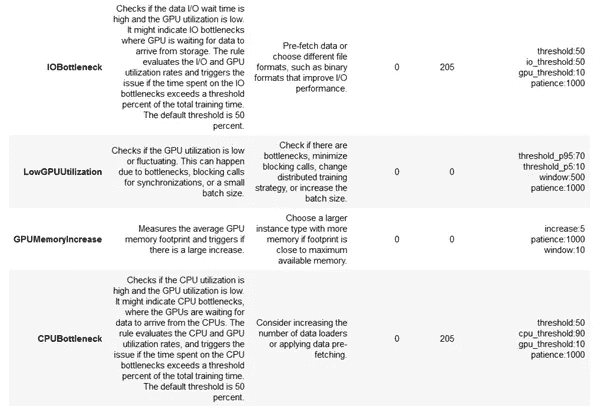 Checks if the data I/O wait time is
high and the GPU utilization is low.
It might indicate IO bottlenecks
where GPU is waiting for data to
arrive from storage. The rule
evaluates the I/O and GPU
utilization rates and triggers the
issue if the time spent on the IO
bottlenecks exceeds a threshold
percent of the total training time.
The default threshold is 50
percent.
IOBottleneck
Pre-fetch data or
choose different file
formats, such as binary
formats that improve I/O
performance.
0
205
threshold:50
io_threshold:50
gpu_threshold:10
patience:1000
LowGPUUtilization
Checks if the GPU utilization is low
or fluctuating. This can happen
due to bottlenecks, blocking calls
for synchronizations, or a small
batch size.
Check if there are
bottlenecks, minimize
blocking calls, change
distributed training
strategy, or increase the
batch size.
0
0
threshold_p95:70
threshold_p5:10
window:500
patience:1000
GPUMemoryIncrease
Measures the average GPU
memory footprint and triggers if
there is a large increase.
Choose a larger
instance type with more
memory if footprint is
close to maximum
available memory.
0
0
increase:5
patience:1000
window:10
CPUBottleneck
Checks if the CPU utilization is
high and the GPU utilization is low.
It might indicate CPU bottlenecks,
where the GPUs are waiting for
data to arrive from the CPUs. The
rule evaluates the CPU and GPU
utilization rates, and triggers the
issue if the time spent on the CPU
bottlenecks exceeds a threshold
percent of the total training time.
The default threshold is 50
percent.
Consider increasing the
number of data loaders
or applying data pre-
fetching.
0
205
threshold:50
cpu_threshold:90
gpu_threshold:10
patience:1000